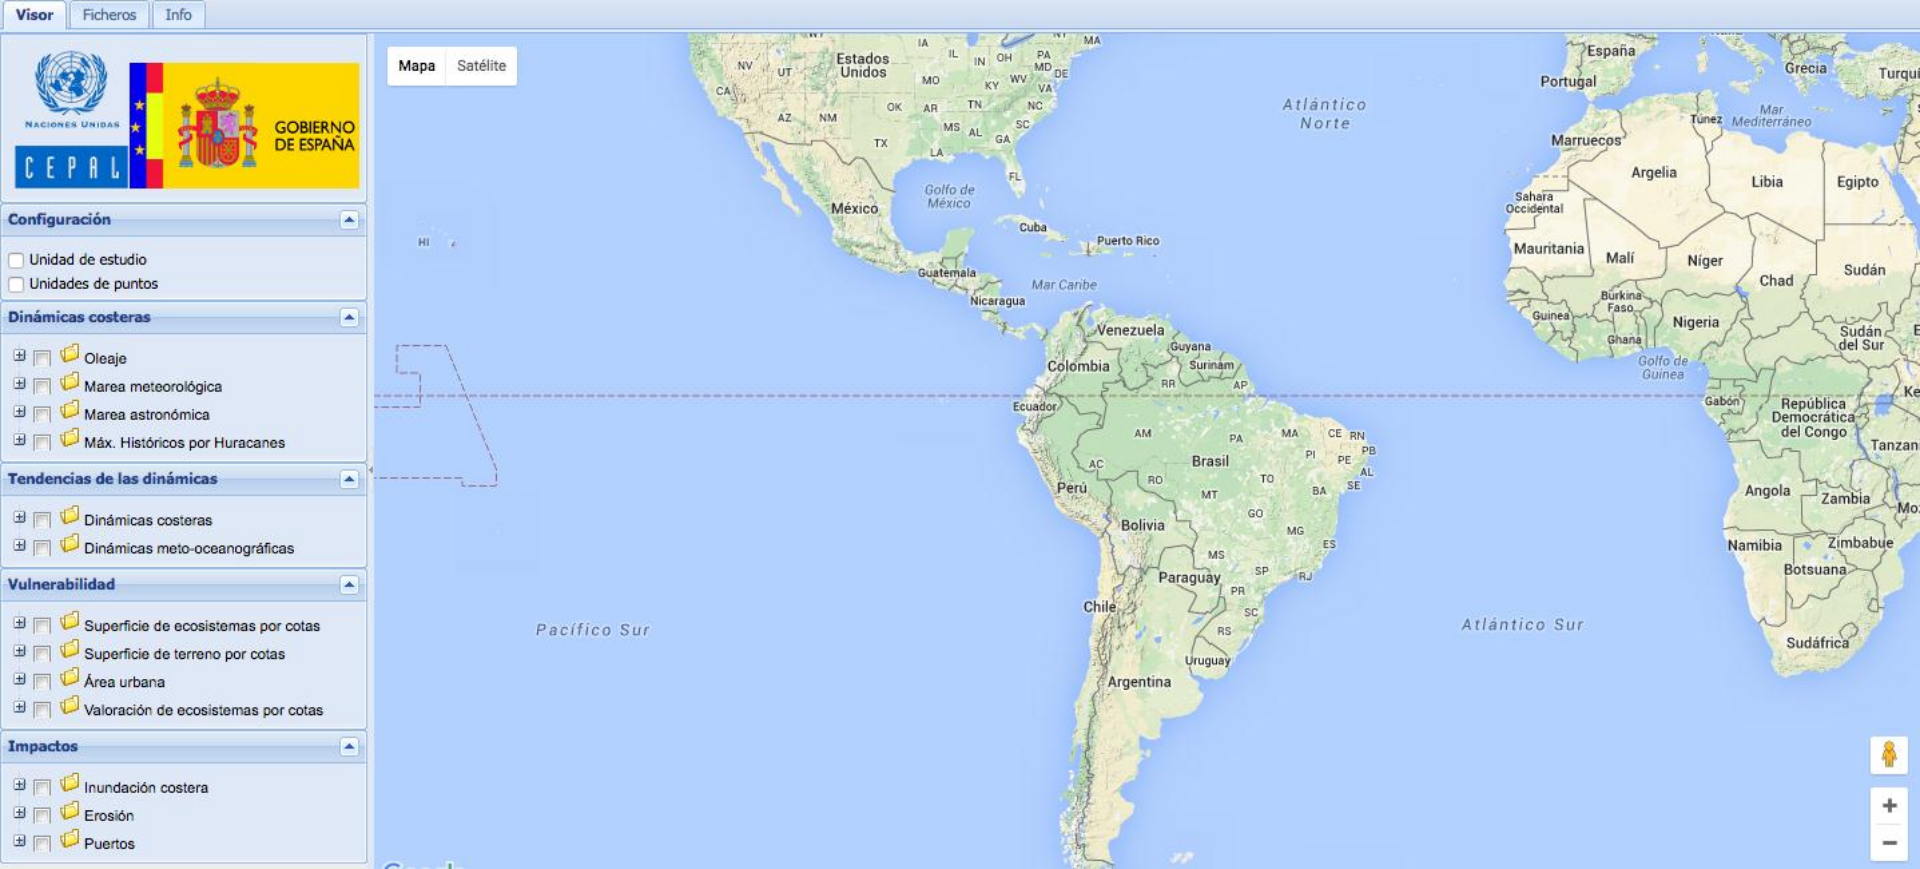 Visor
Ficheros
Info
NACIONES UNIDAS
CEPAL
GOBIERNO
DE ESPAÑA
Configuración
Unidad de estudio
Unidades de puntos
Dinámicas costeras
Oleaje
Marea meteorológica
Marea astronómica
Máx. Históricos por Huracanes
Tendencias de las dinámicas
Dinámicas costeras
Dinámicas meto-oceanográficas
Vulnerabilidad
Superficie de ecosistemas por cotas
Superficie de terreno por cotas
Área urbana
Valoración de ecosistemas por cotas
Impactos
Inundación costera
Erosión
Puertos
Mapa
Satélite
Estados
Unidos
NV
UT
CA
AZ
NM
IA
IL
IN
OH
PA
MD
DE
MA
MO
KY
WV
VA
OK
AR
TN
NC
MS
AL
GA
SC
TX
LA
FL
HI
Golfo de
México
México
Cuba
Puerto Rico
Guatemala
Mar Caribe
Nicaragua
Venezuela
Guyana
Surinam
Colombia
RR
AP
Ecuador
AM
PA
MA
CE
RN
PB
PI
PE
AL
SE
AC
Brasil
TO
RO
MT
BA
Perú
GO
Bolivia
MG
ES
MS
SP
RJ
Paraguay
PR
SC
Chile
RS
Uruguay
Argentina
Pacífico Sur
Atlántico
Norte
Atlántico Sur
España
Portugal
Grecia
Turquí
Túnez
Mar
Mediterráneo
Marruecos
Argelia
Libia
Egipto
Sahara
Occidental
Mauritania
Malí
Níger
Chad
Sudán
Burkina
Faso
Guinea
Nigeria
Ghana
Sudán
del Sur
Golfo de
Guinea
Gabón
República
Democrática
del Congo
Ke
Tanzan
Angola
Zambia
Mo
Namibia
Zimbabue
Botsuana
Sudáfrica